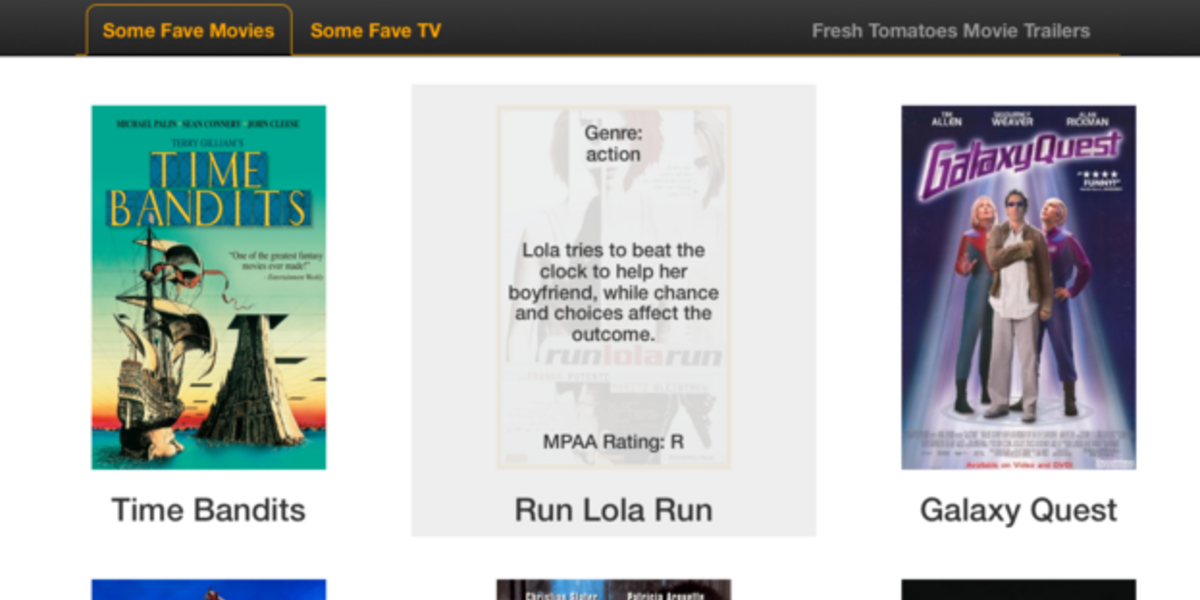 Some Fave Movies
Some Fave TV
Fresh Tomatoes Movie Trailers
MICHAEL PALIN • SEAN CONNERY • JOHN CLEESE
TERRY GILLIAM'S
TIME
BANDITS
"One of the greatest fantasy
movies ever made!"
- Entertainment Weekly
Genre:
action
Lola tries to beat the
clock to help her
boyfriend, while chance
and choices affect the
outcome.
runlolarun
MPAA Rating: R
TIM
ALLEN
SIGOURNEY
WEAVER
ALAN
RICKMAN
GalaxyQuest
"★★★★
FUNNY!"
Available on Video and DVD!
Time Bandits
Run Lola Run
Galaxy Quest
Christian Slater
Patricia Arquette